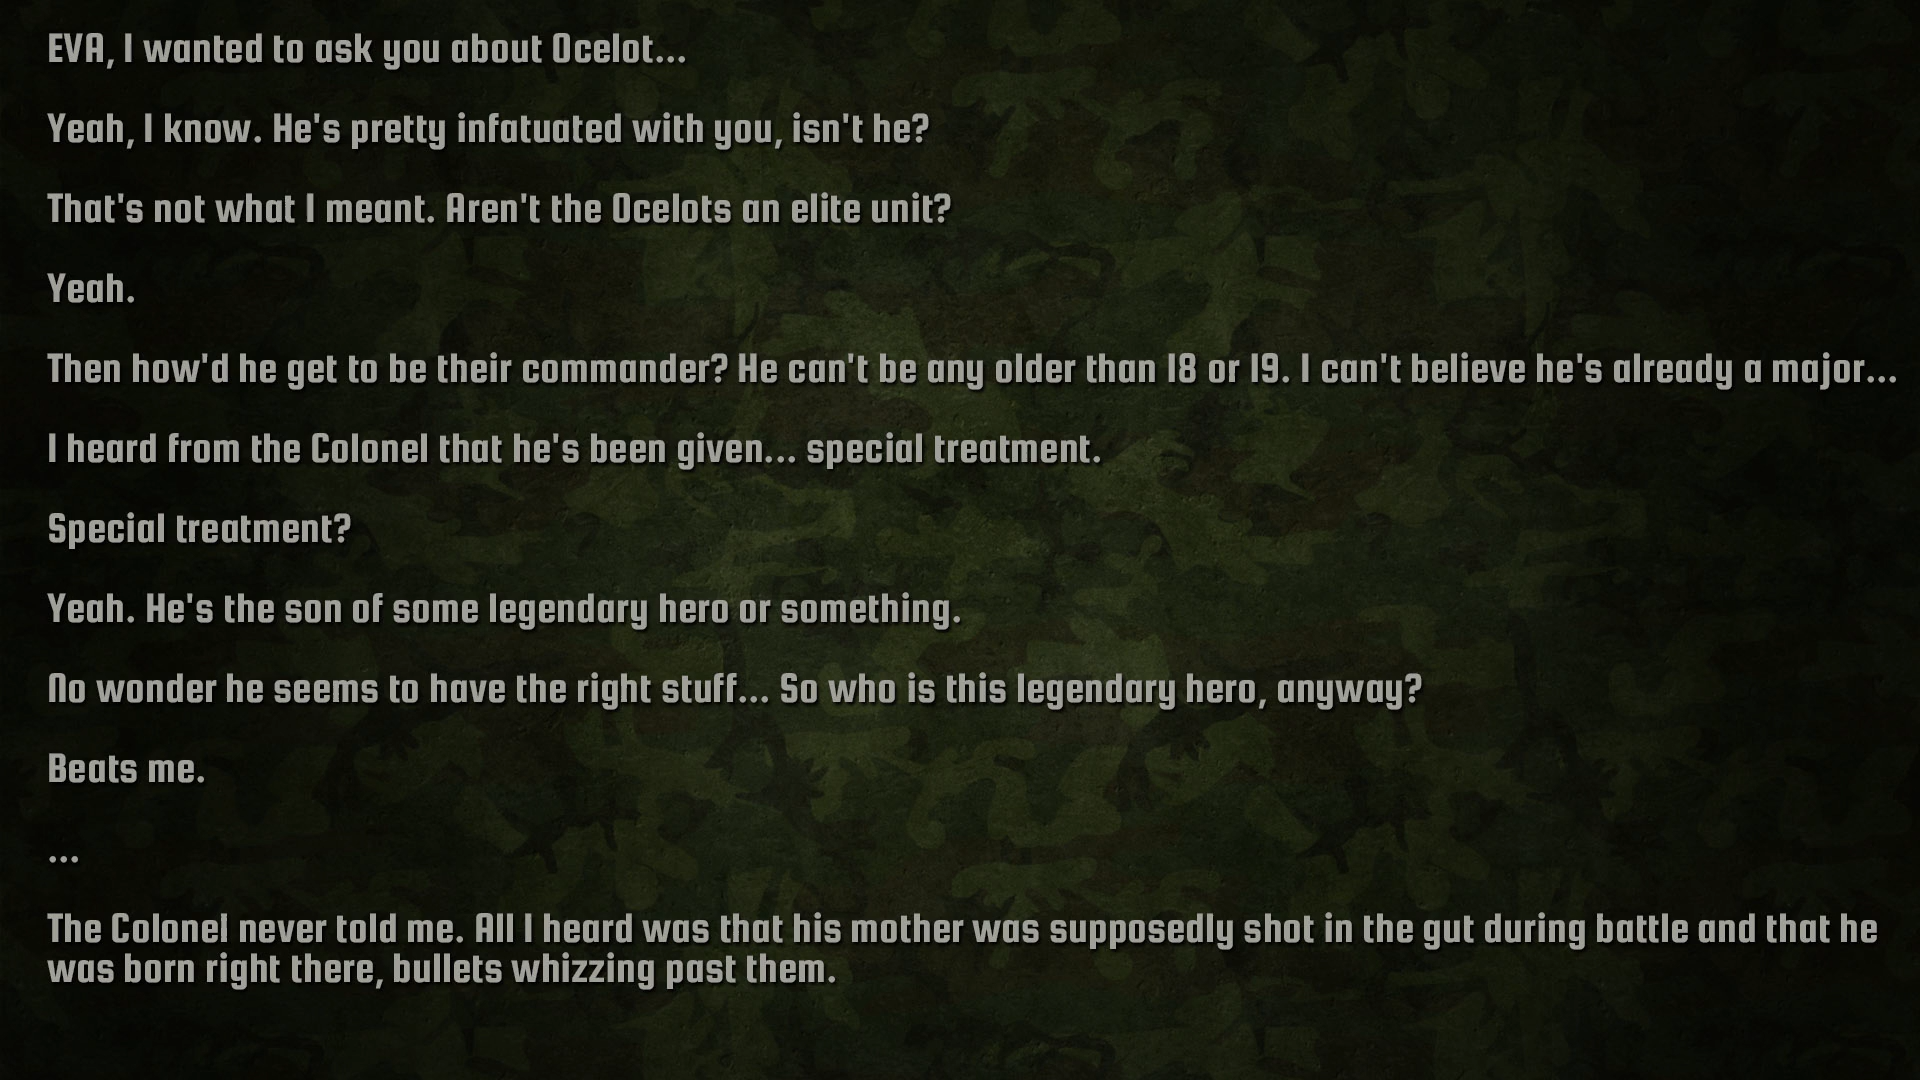 EVA, I wanted to ask you about Ocelot...
Yeah, I know. He's pretty infatuated with you, isn't he?
That's not what I meant. Aren't the Ocelots an elite unit?
Yeah.
Then how'd he get to be their commander? He can't be any older than 18 or 19. I can't believe he's already a major...
I heard from the Colonel that he's been given... special treatment.
Special treatment?
Yeah. He's the son of some legendary hero or something.
No wonder he seems to have the right stuff... So who is this legendary hero, anyway?
Beats me.
...
The Colonel never told me. All I heard was that his mother was supposedly shot in the gut during battle and that he
was born right there, bullets whizzing past them.